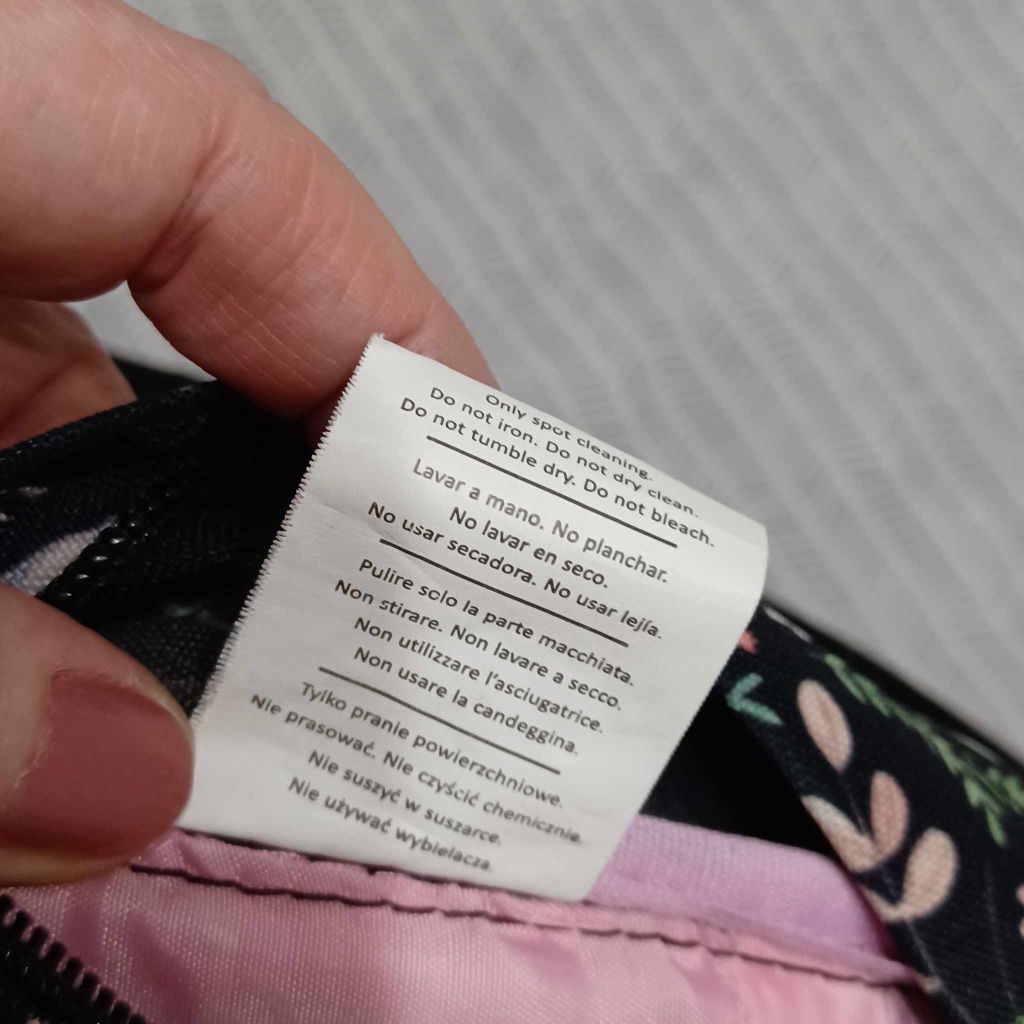 Only spot cleaning.
Do not iron. Do not dry clean.
Do not tumble dry. Do not bleach.
Lavar a mano. No planchar.
No lavar en seco.
No usar secadora. No usar lejía.
Pulire solo la parte macchiata.
Non stirare. Non lavare a secco.
Non utilizzare l'asciugatrice.
Non usare la candeggina.
Tylko pranie powierzchniowe.
Nie prasować. Nie czyścić chemicznie.
Nie suszyć w suszarce.
Nie używać wybielacza.